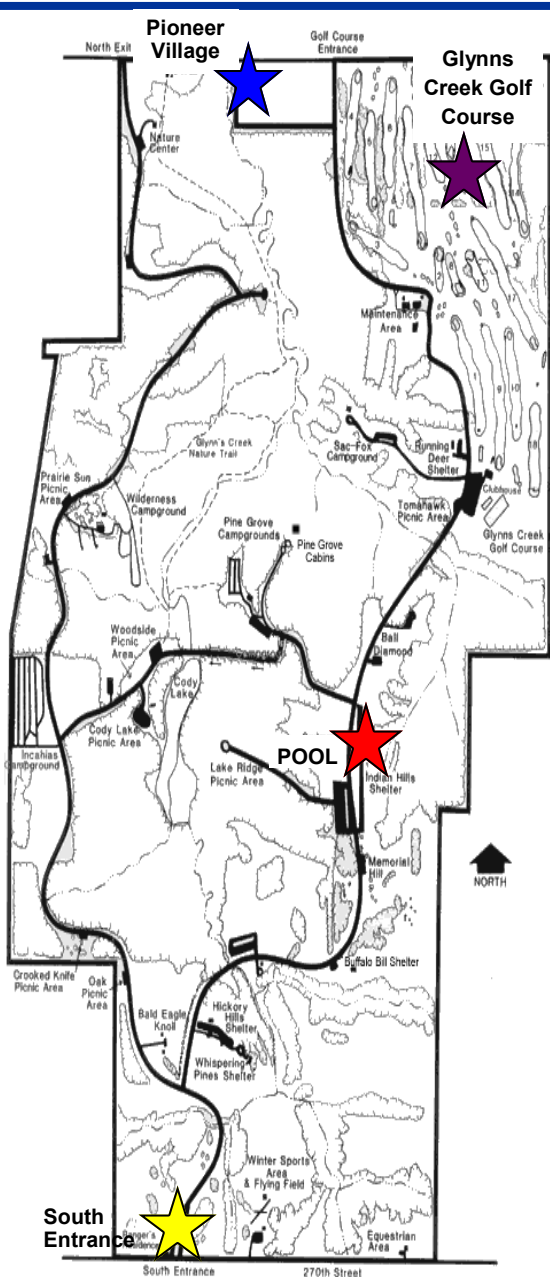 Pioneer
Village
North Exit
Golf Course
Entrance
Glynns
Creek Golf
Course
Nature
Center
Maintenance
Area
Glynn's Creek
Nature Trail
Sac-Fox
Campground
Running
Deer
Shelter
Prairie Sun
Picnic
Area
Wilderness
Campground
Clubhouse
Tomahawk
Picnic Area
Pine Grove
Campgrounds
Pine Grove
Cabins
Glynns Creek
Golf Course
Woodside
Picnic
Area
Ball
Diamond
Cody
Lake
Cody Lake
Picnic Area
POOL
Incahias
Campground
Lake Ridge
Picnic Area
Indian Hills
Shelter
Memorial
Hill
NORTH
Buffalo Bill Shelter
Crooked Knife
Picnic Area
Oak
Picnic
Area
Bald Eagle
Knoll
Hickory
Hills
Shelter
Whispering
Pines Shelter
Winter Sports
Area
& Flying Field
South
Entrance
Equestrian
Area
South Entrance
270th Street